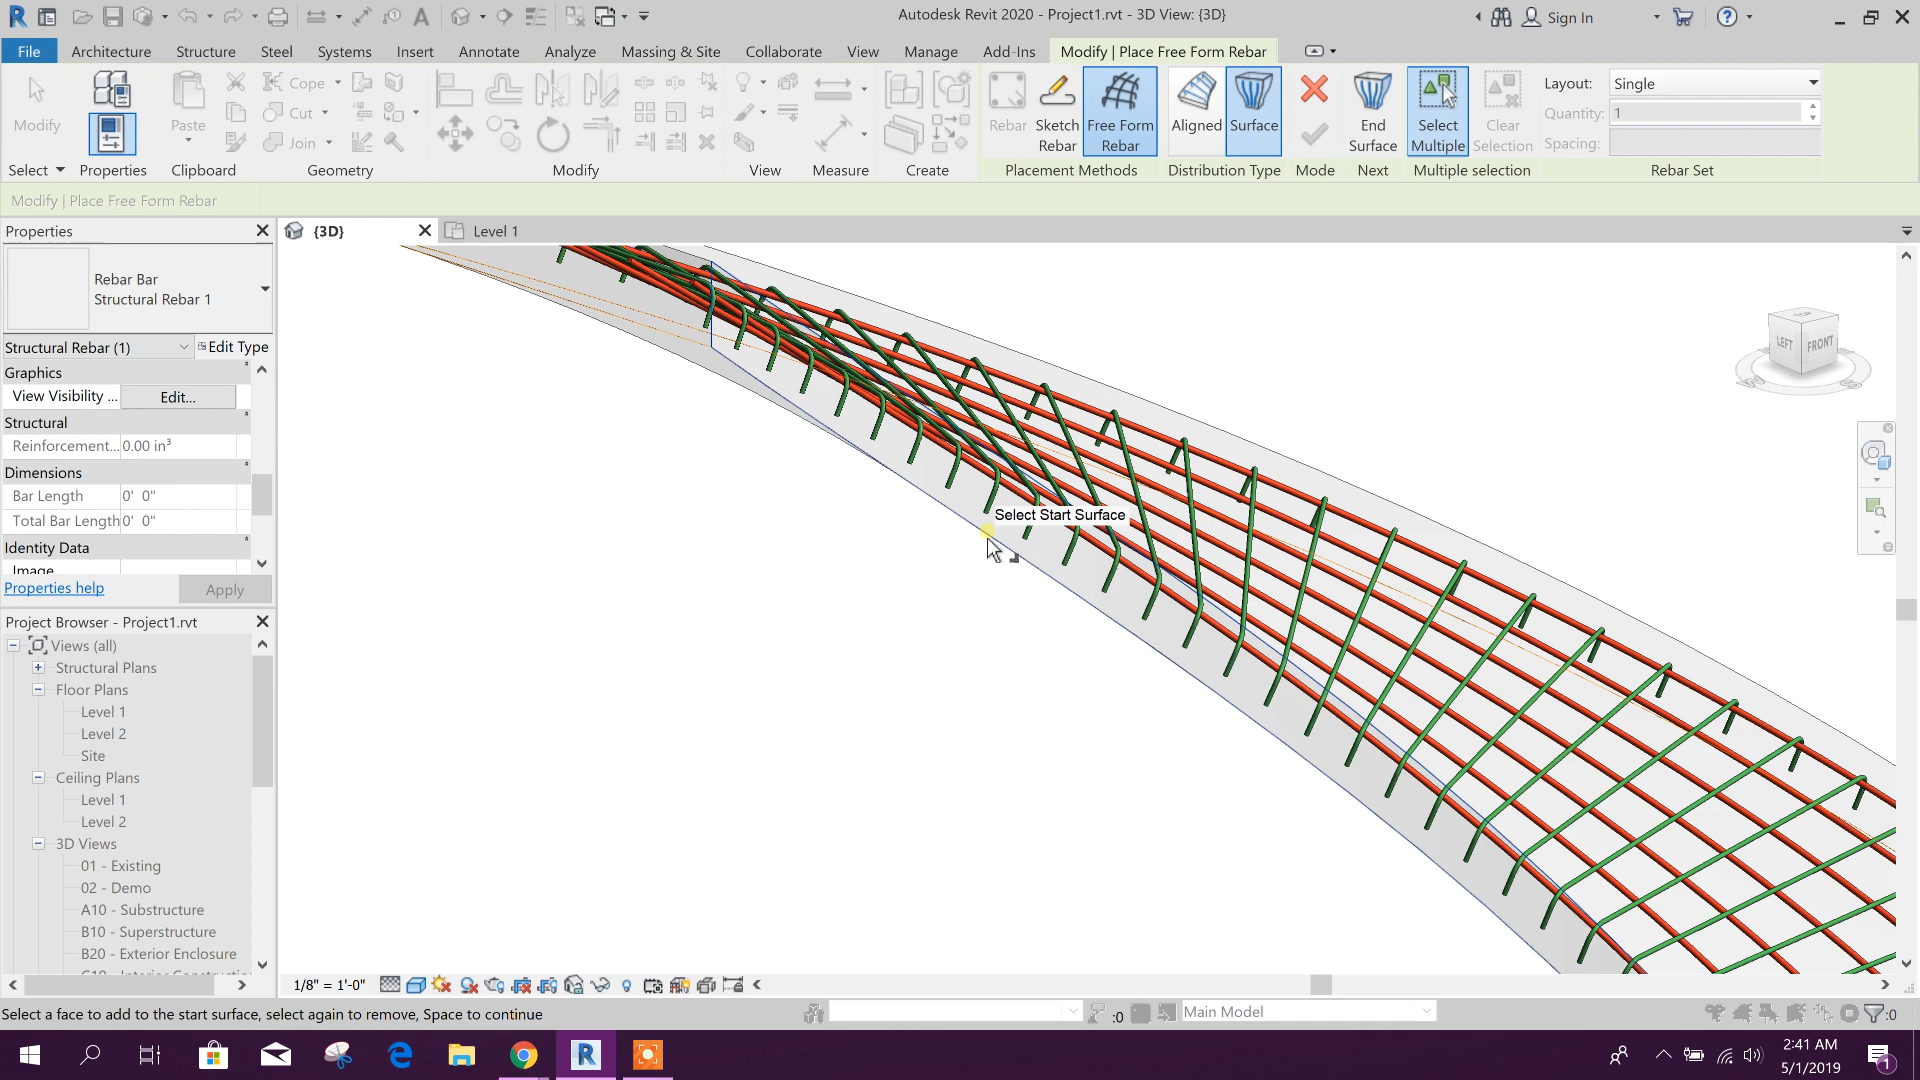 Autodesk Revit 2020 - Project1.rvt - 3D View: {3D}
Sign In
File
Architecture
Structure
Steel
Systems
Insert
Annotate
Analyze
Massing & Site
Collaborate
View
Manage
Add-Ins
Modify | Place Free Form Rebar
Modify
Paste
Cope
Cut
Join
Rebar
Sketch
Rebar
Free Form
Rebar
Aligned
Surface
End
Surface
Select
Multiple
Clear
Selection
Layout:
Single
Quantity:
1
Spacing:
Select
Properties
Clipboard
Geometry
Modify
View
Measure
Create
Placement Methods
Distribution Type
Mode
Next
Multiple selection
Rebar Set
Modify | Place Free Form Rebar
Properties
{3D}
Level 1
Rebar Bar
Structural Rebar 1
Structural Rebar (1)
Edit Type
Graphics
View Visibility ...
Edit...
Structural
Reinforcement...
0.00 in³
Dimensions
Bar Length
0' 0"
Total Bar Length
0' 0"
Identity Data
Image
Properties help
Apply
Project Browser - Project1.rvt
Views (all)
Structural Plans
Floor Plans
Level 1
Level 2
Site
Ceiling Plans
Level 1
Level 2
3D Views
01 - Existing
02 - Demo
A10 - Substructure
B10 - Superstructure
B20 - Exterior Enclosure
C10 - Interior Constructio
Select Start Surface
TOP
LEFT
FRONT
1/8" = 1'-0"
Select a face to add to the start surface, select again to remove, Space to continue
:0
Main Model
:0
2:41 AM
5/1/2019
1